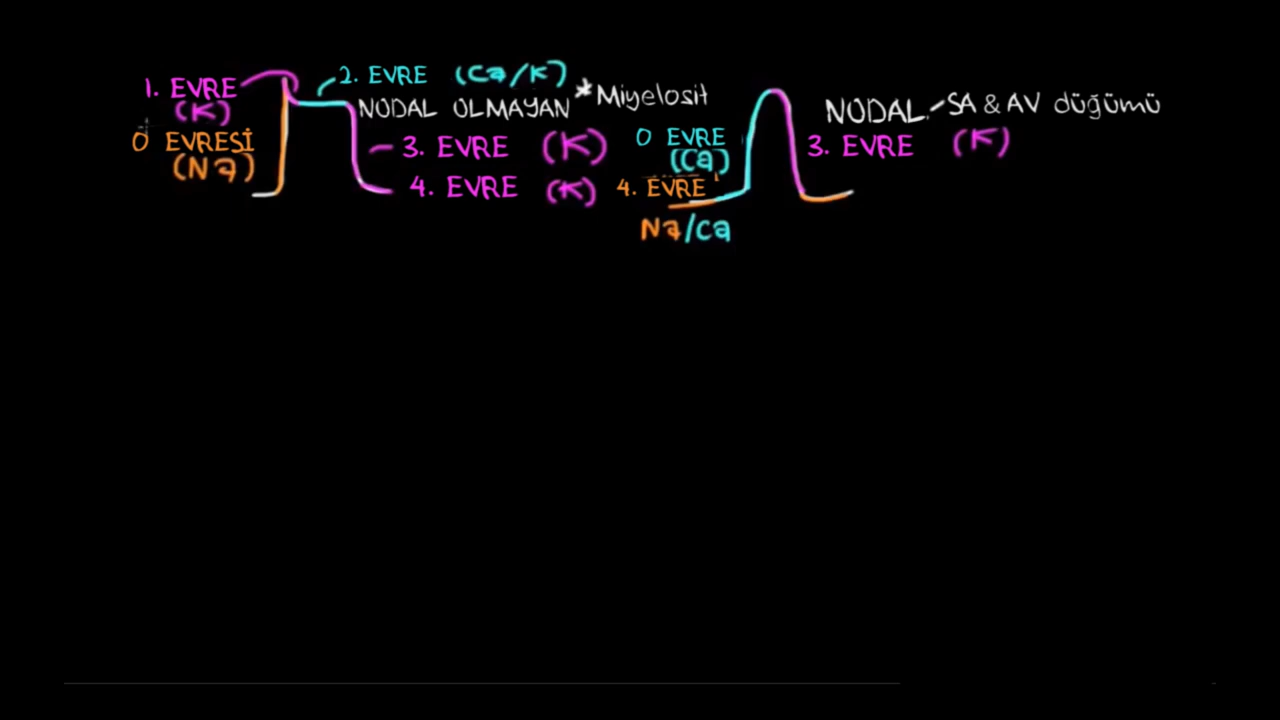 1. EVRE
(K)
0 EVRESİ
(Na)
2. EVRE (Ca/K)
NODAL OLMAYAN *Miyelosit
3. EVRE (K)
4. EVRE (K)
0 EVRE
(Ca)
4. EVRE
Na/Ca
NODAL - SA & AV düğümü
3. EVRE (K)